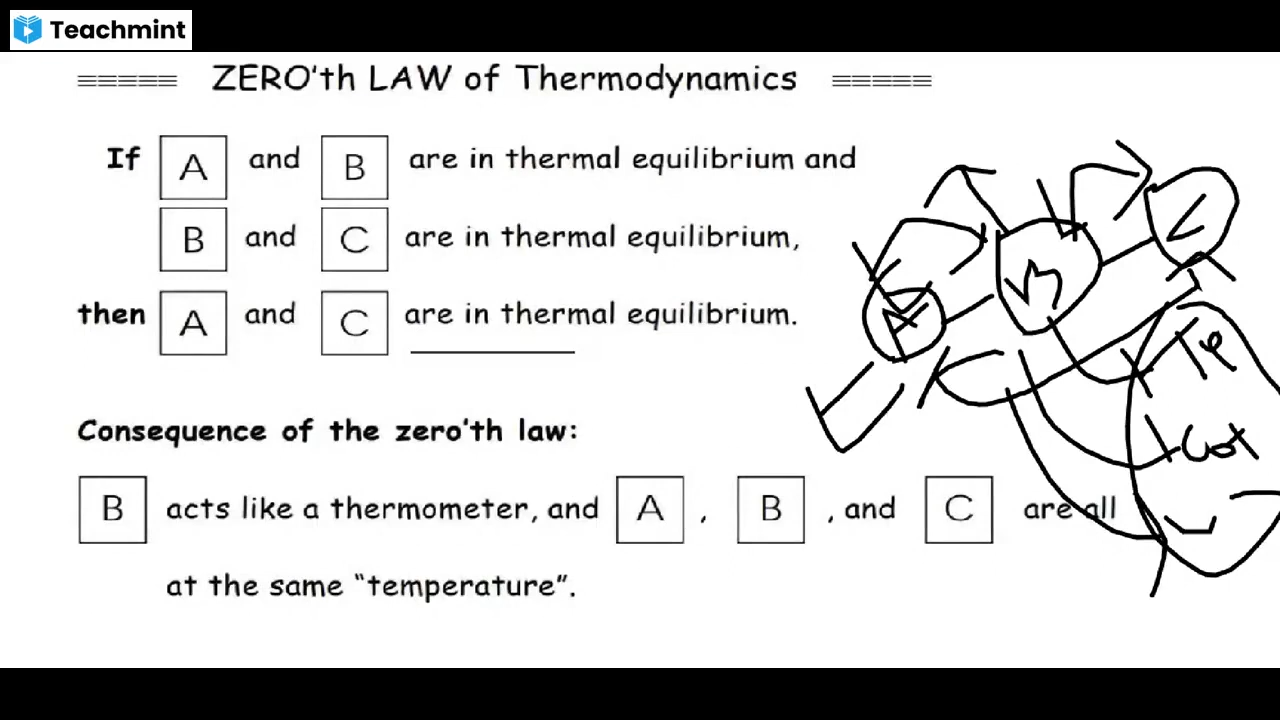 Teachmint
===== ZERO'th LAW of Thermodynamics =====
If A and B are in thermal equilibrium and
B and C are in thermal equilibrium,
then A and C are in thermal equilibrium.
Consequence of the zero'th law:
B acts like a thermometer, and A , B , and C are all
at the same “temperature”.